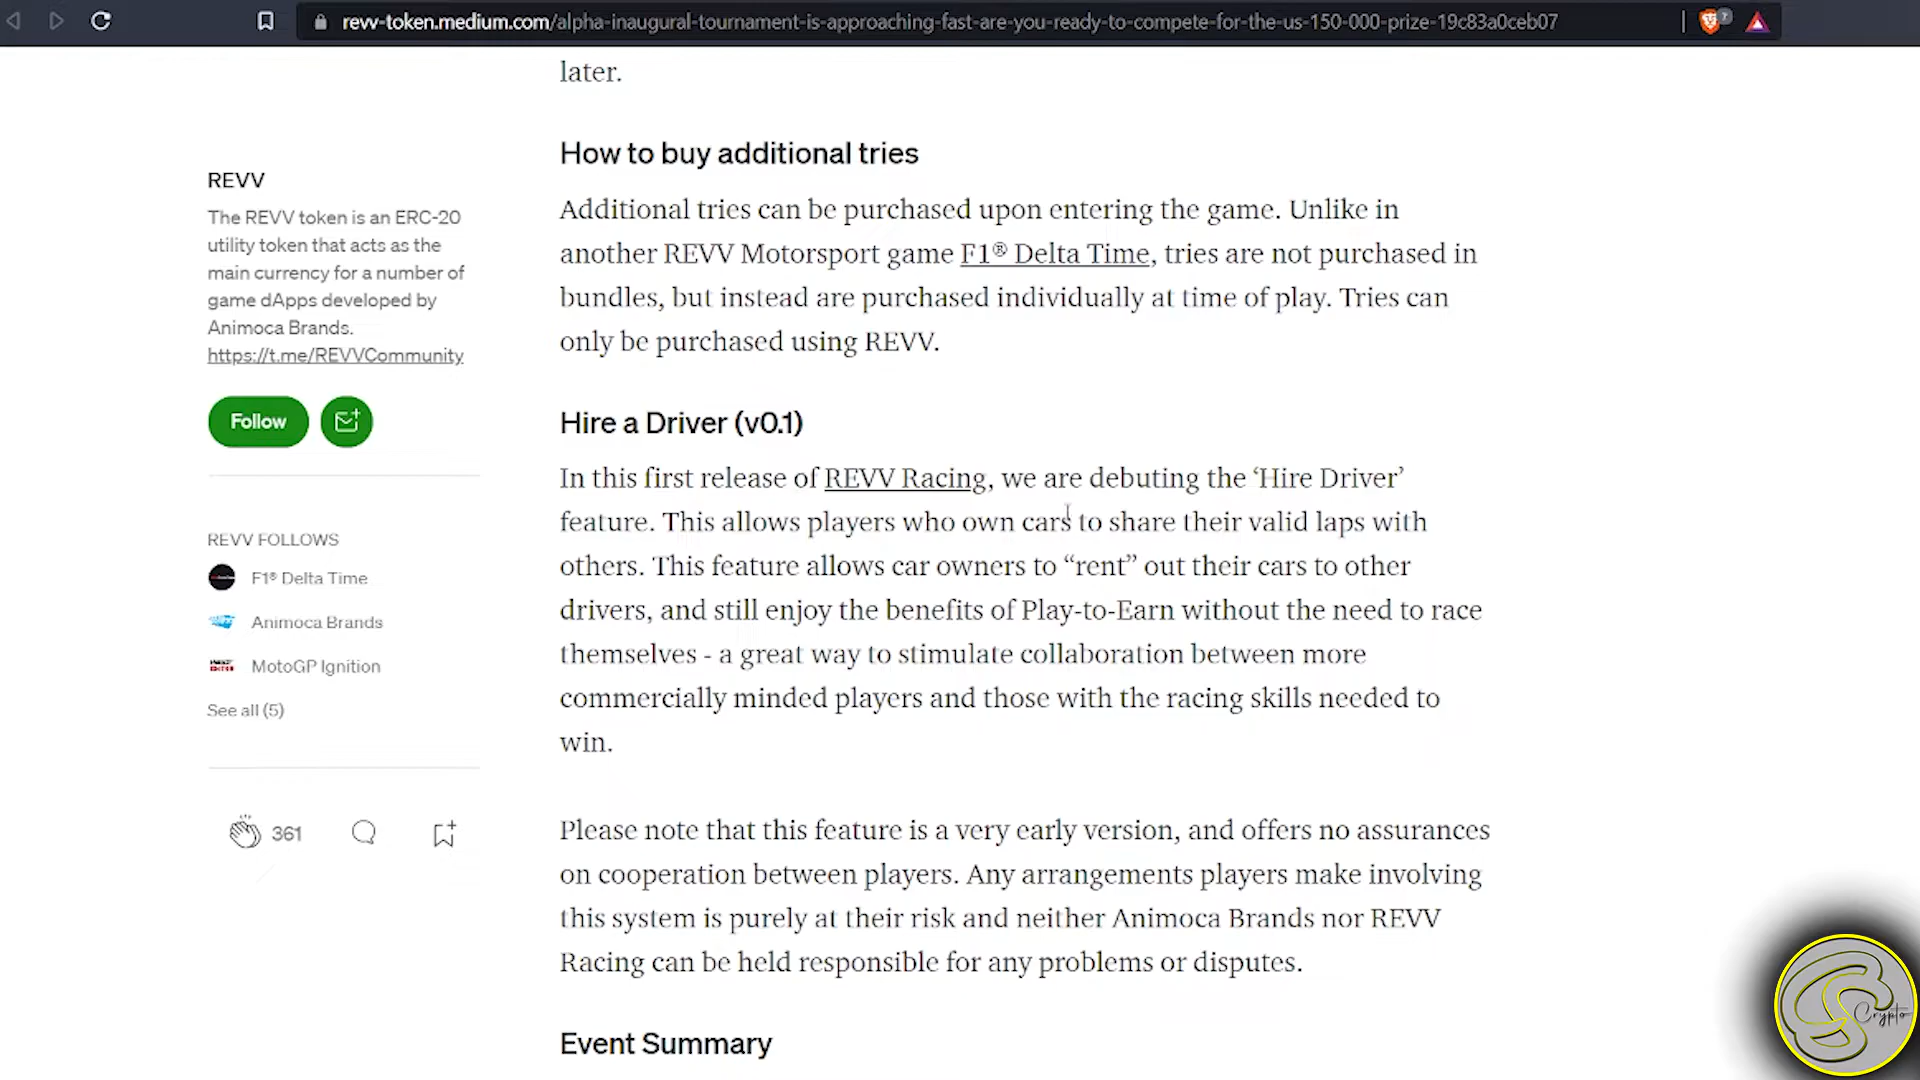 revv-token.medium.com/alpha-inaugural-tournament-is-approaching-fast-are-you-ready-to-compete-for-the-us-150-000-prize-19c83a0ceb07
7
later.
How to buy additional tries
Additional tries can be purchased upon entering the game. Unlike in
another REVV Motorsport game F1® Delta Time, tries are not purchased in
bundles, but instead are purchased individually at time of play. Tries can
only be purchased using REVV.
Hire a Driver (v0.1)
In this first release of REVV Racing, we are debuting the ‘Hire Driver’
feature. This allows players who own cars to share their valid laps with
others. This feature allows car owners to “rent” out their cars to other
drivers, and still enjoy the benefits of Play-to-Earn without the need to race
themselves - a great way to stimulate collaboration between more
commercially minded players and those with the racing skills needed to
win.
Please note that this feature is a very early version, and offers no assurances
on cooperation between players. Any arrangements players make involving
this system is purely at their risk and neither Animoca Brands nor REVV
Racing can be held responsible for any problems or disputes.
Event Summary
REVV
The REVV token is an ERC-20
utility token that acts as the
main currency for a number of
game dApps developed by
Animoca Brands.
https://t.me/REVVCommunity
Follow
REVV FOLLOWS
F1® Delta Time
Animoca Brands
MotoGP Ignition
See all (5)
361
Crypto